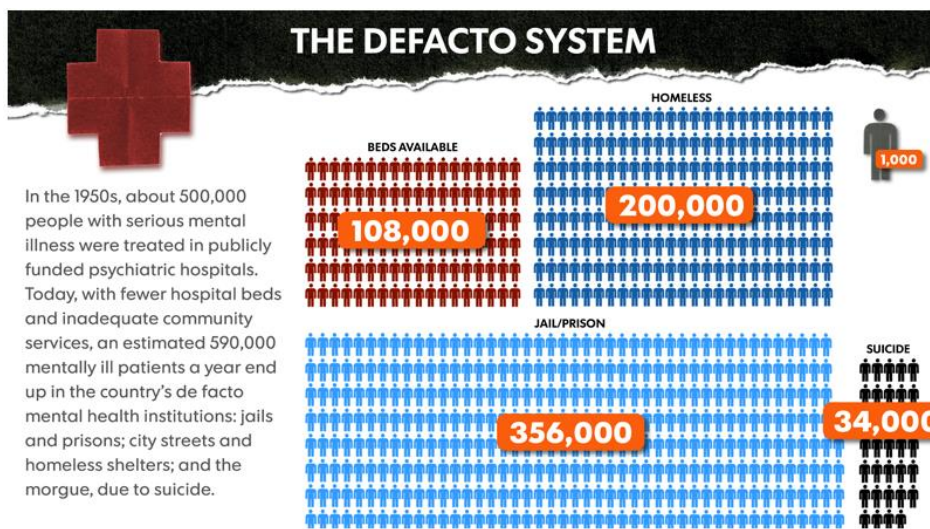 THE DEFACTO SYSTEM
In the 1950s, about 500,000
people with serious mental
illness were treated in publicly
funded psychiatric hospitals.
Today, with fewer hospital beds
and inadequate community
services, an estimated 590,000
mentally ill patients a year end
up in the country's de facto
mental health institutions: jails
and prisons; city streets and
homeless shelters; and the
morgue, due to suicide.
BEDS AVAILABLE
108,000
HOMELESS
200,000
1,000
JAIL/PRISON
356,000
SUICIDE
34,000